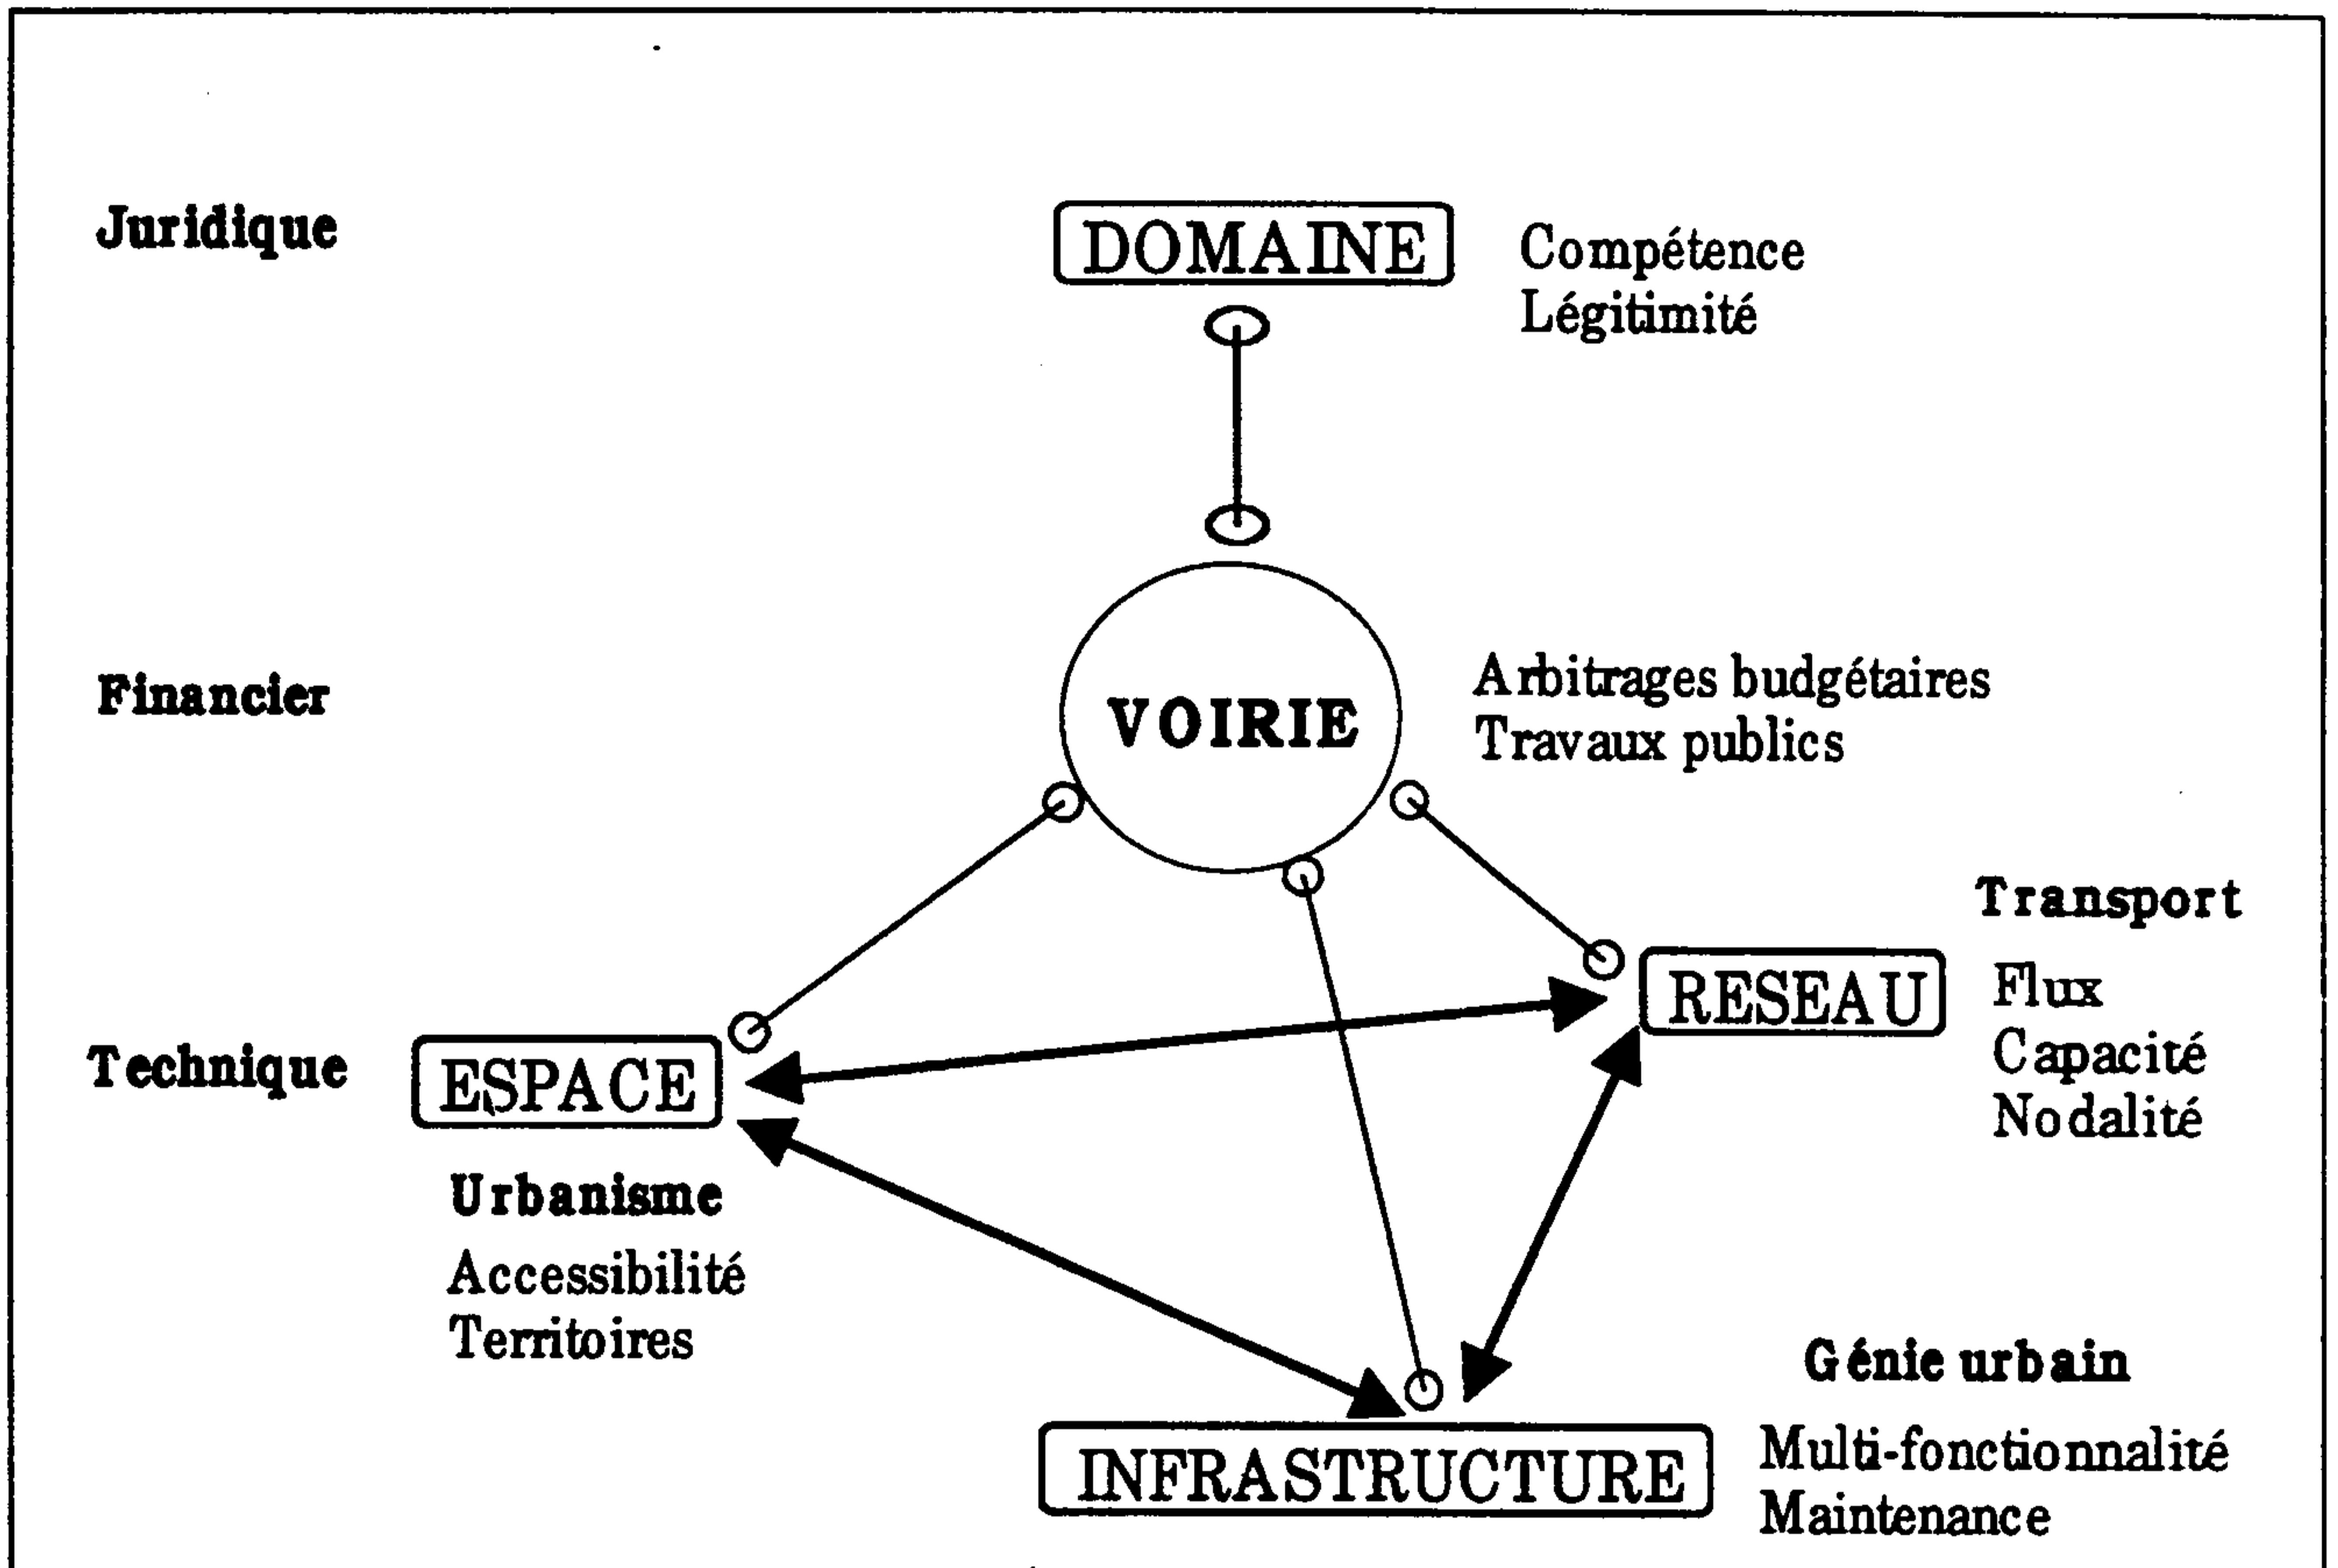 Juridique
DOMAINE
Compétence
Légitimité
Financier
VOIRIE
Arbitrages budgétaires
Travaux publics
Transport
RESEAU
Flux
Capacité
Nodalité
Technique
ESPACE
Urbanisme
Accessibilité
Territoires
Génie urbain
INFRASTRUCTURE
Multi-fonctionnalité
Maintenance